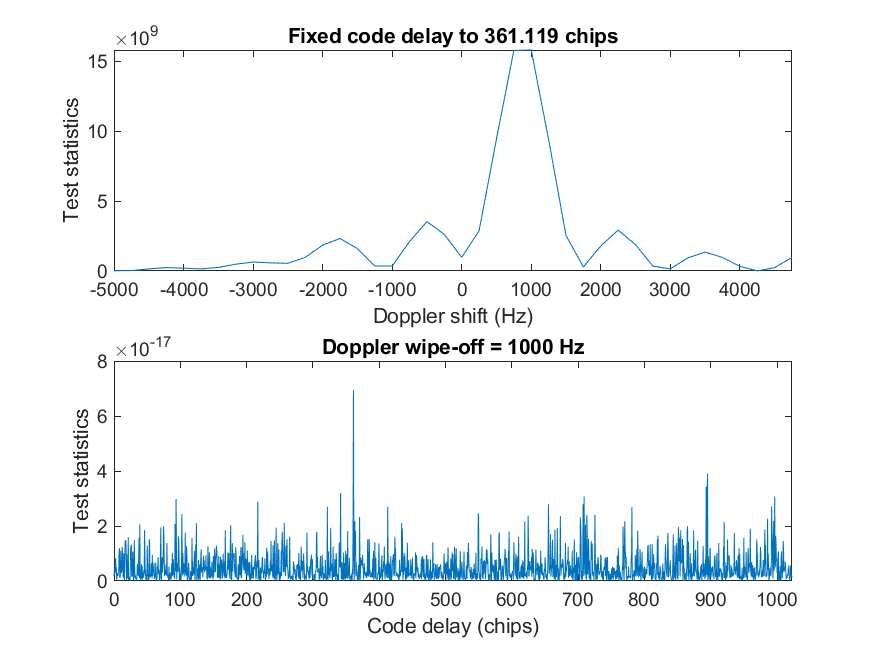 ×10^9
Fixed code delay to 361.119 chips
Test statistics
15
10
5
0
-5000 -4000 -3000 -2000 -1000 0 1000 2000 3000 4000
Doppler shift (Hz)
×10^-17
Doppler wipe-off = 1000 Hz
Test statistics
8
6
4
2
0
0 100 200 300 400 500 600 700 800 900 1000
Code delay (chips)